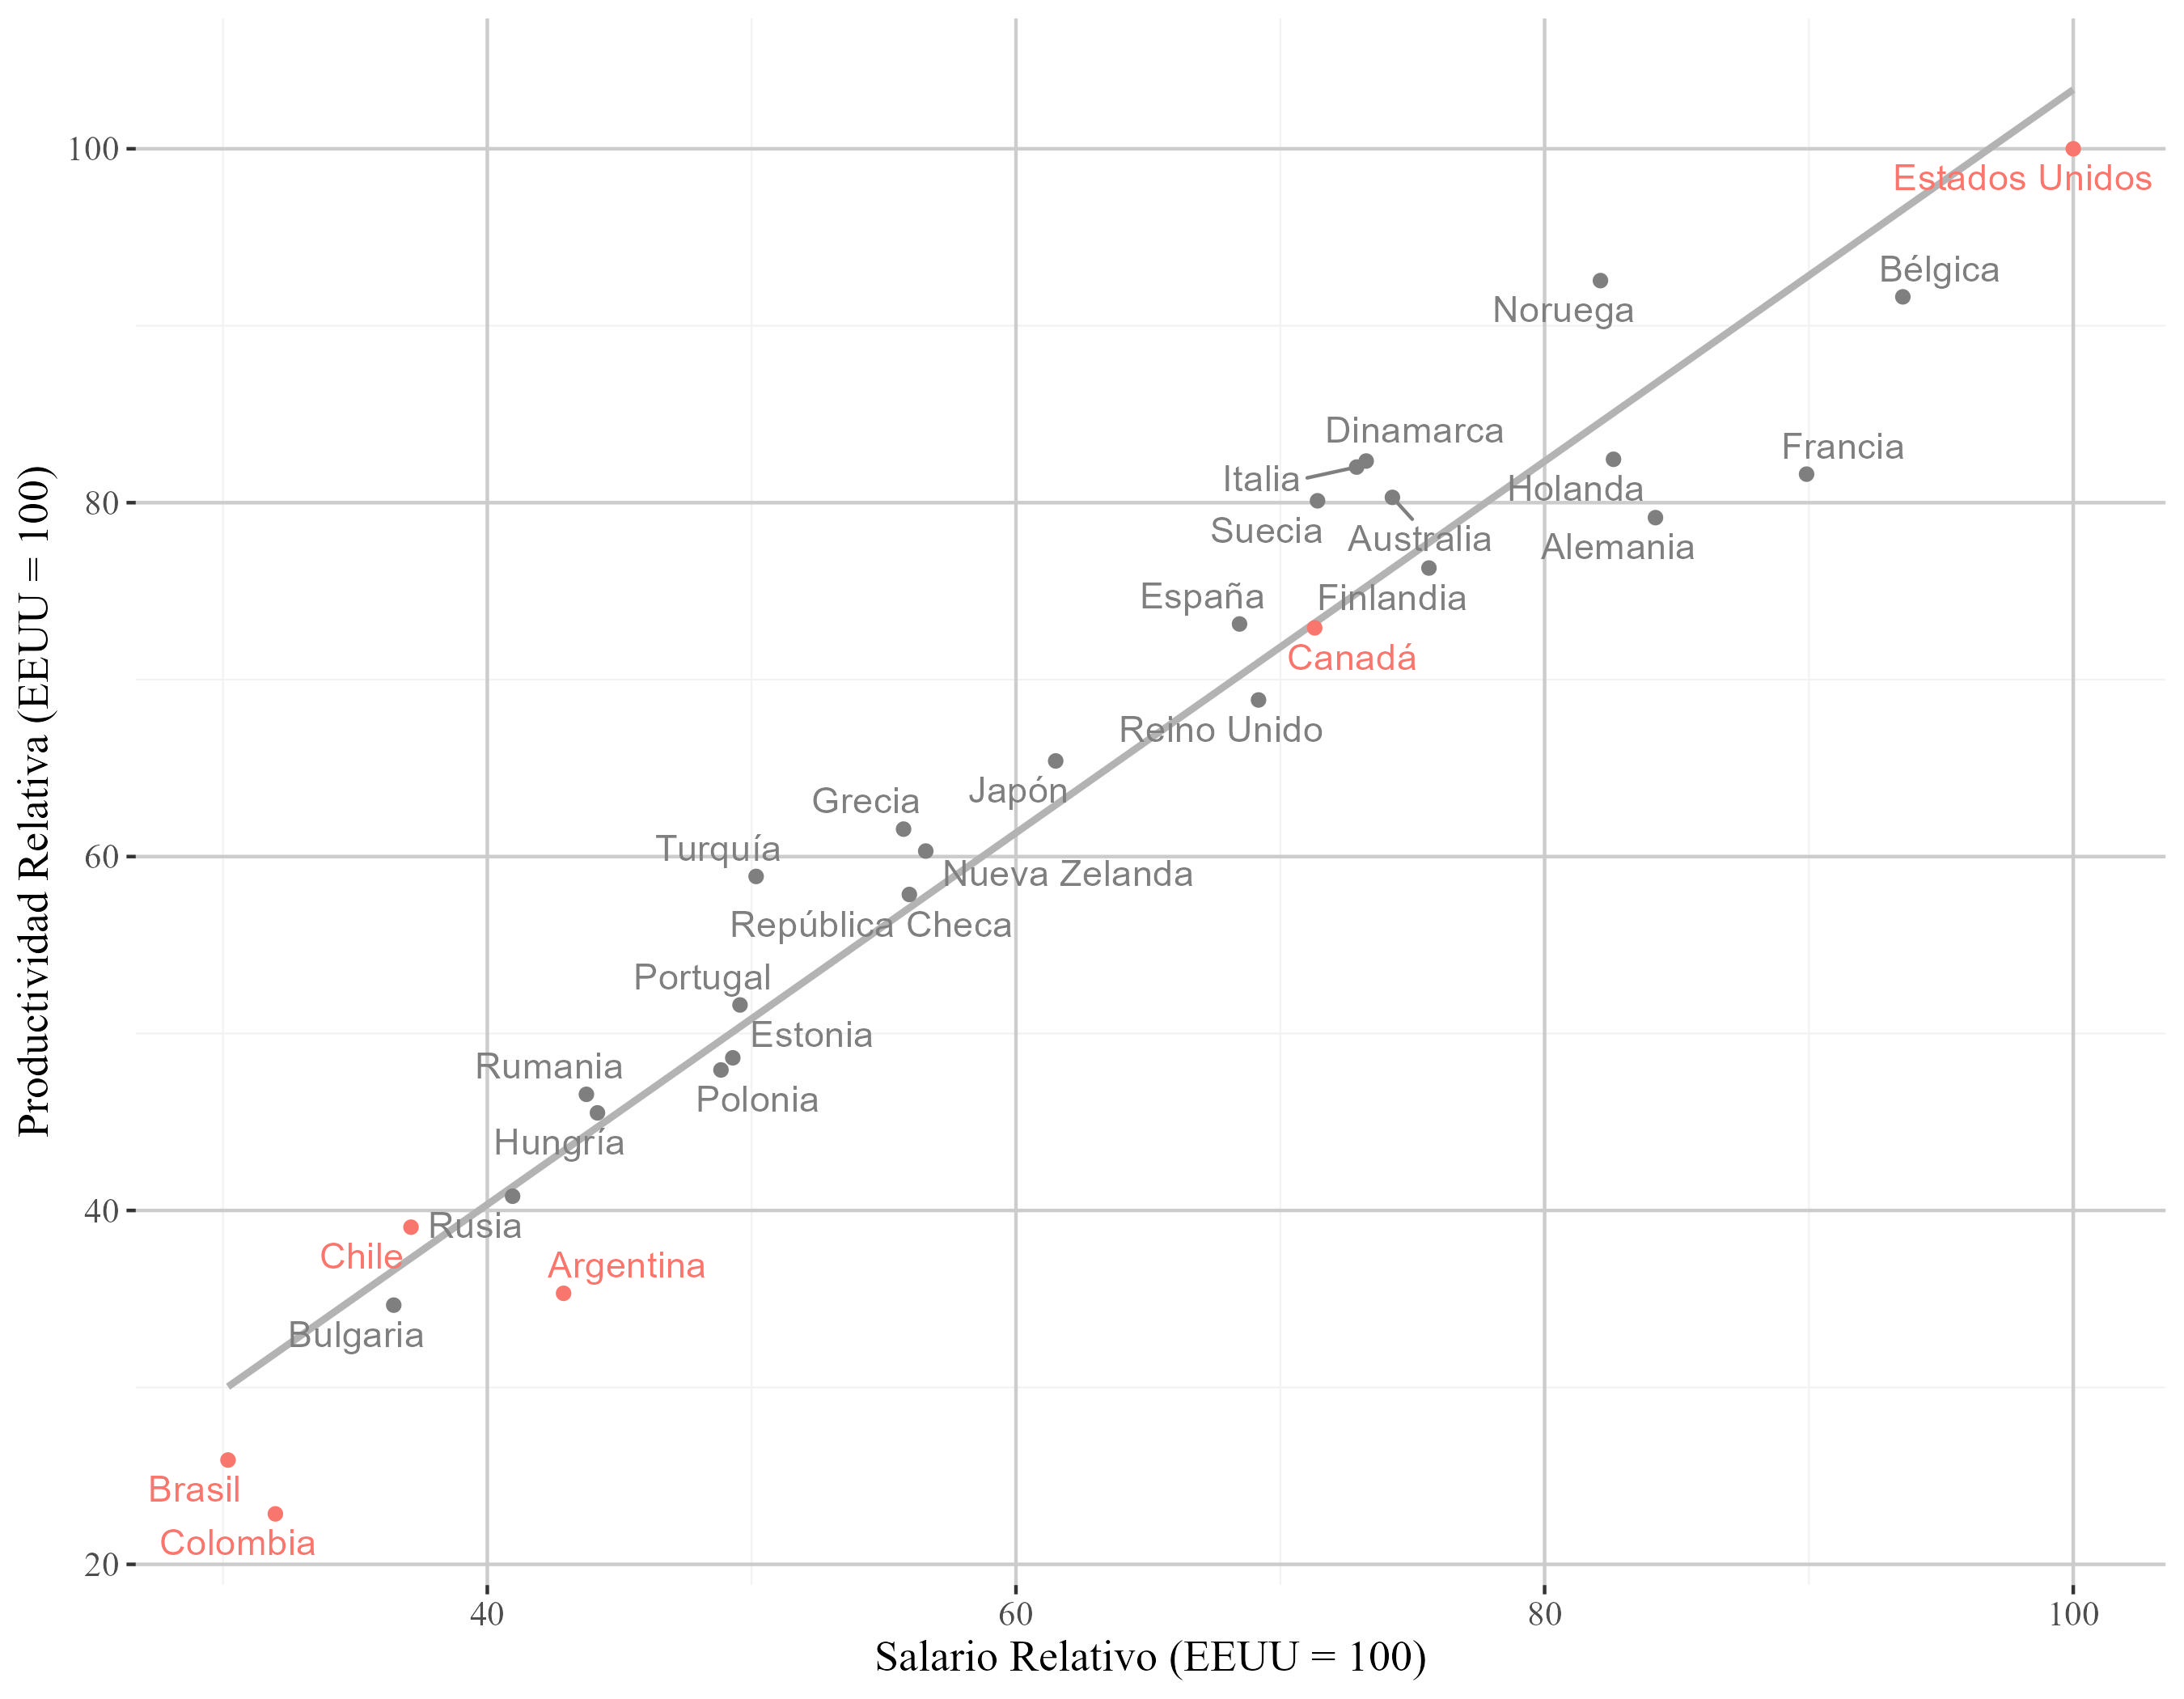 100
Estados Unidos
Bélgica
Noruega
Dinamarca
Francia
Italia
80
Holanda
Suecia
Australia
Alemania
España
Finlandia
Canadá
Reino Unido
Japón
Grecia
Turquía
60
Nueva Zelanda
República Checa
Portugal
Estonia
Rumania
Polonia
Hungría
40
Rusia
Chile
Argentina
Bulgaria
Brasil
Colombia
20
40 60 80 100
Salario Relativo (EEUU = 100)
Productividad Relativa (EEUU = 100)